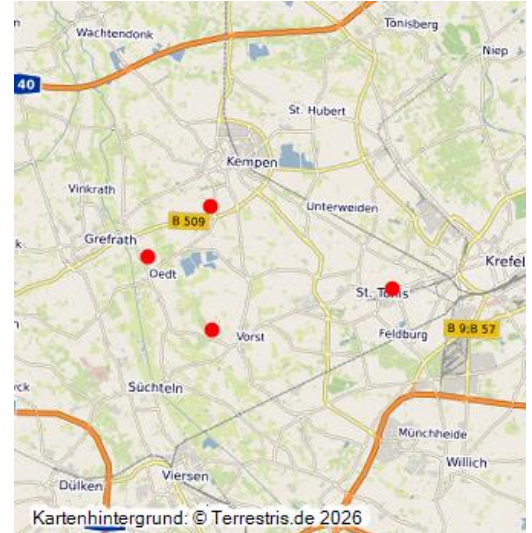 Wachtendonk
Tönisberg
Niep
40
St. Hubert
Kempen
Vinkrath
Unterweiden
B 509
Grefrath
Oedt
Krefel
St. Tönis
B 9;B 57
Vorst
Feldburg
yck
Süchteln
Münchheide
Willich
Viersen
Dülken
Kartenhintergrund: © Terrestris.de 2026